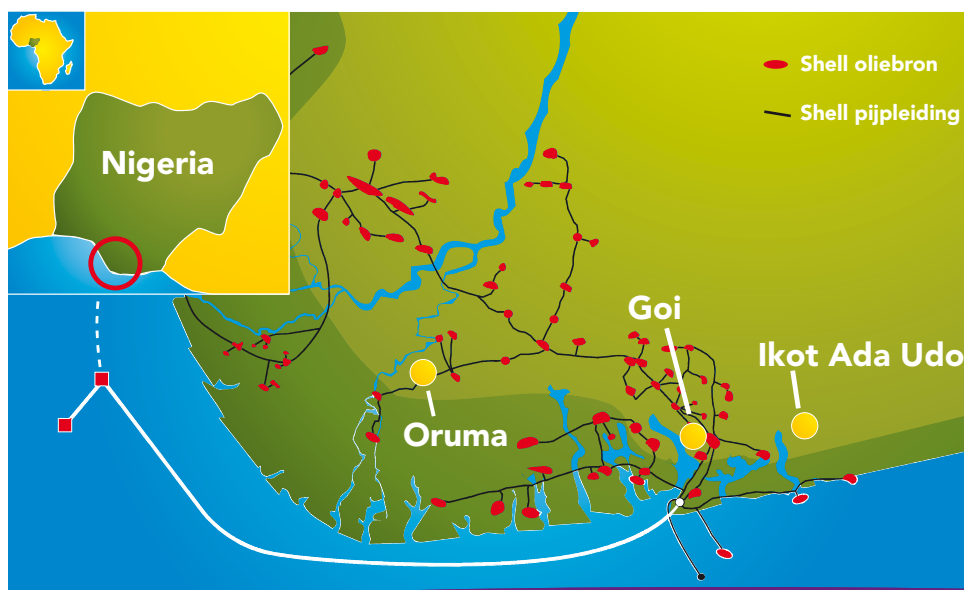 Shell oliebron
Shell pijpleiding
Nigeria
Goi
Ikot Ada Udo
Oruma